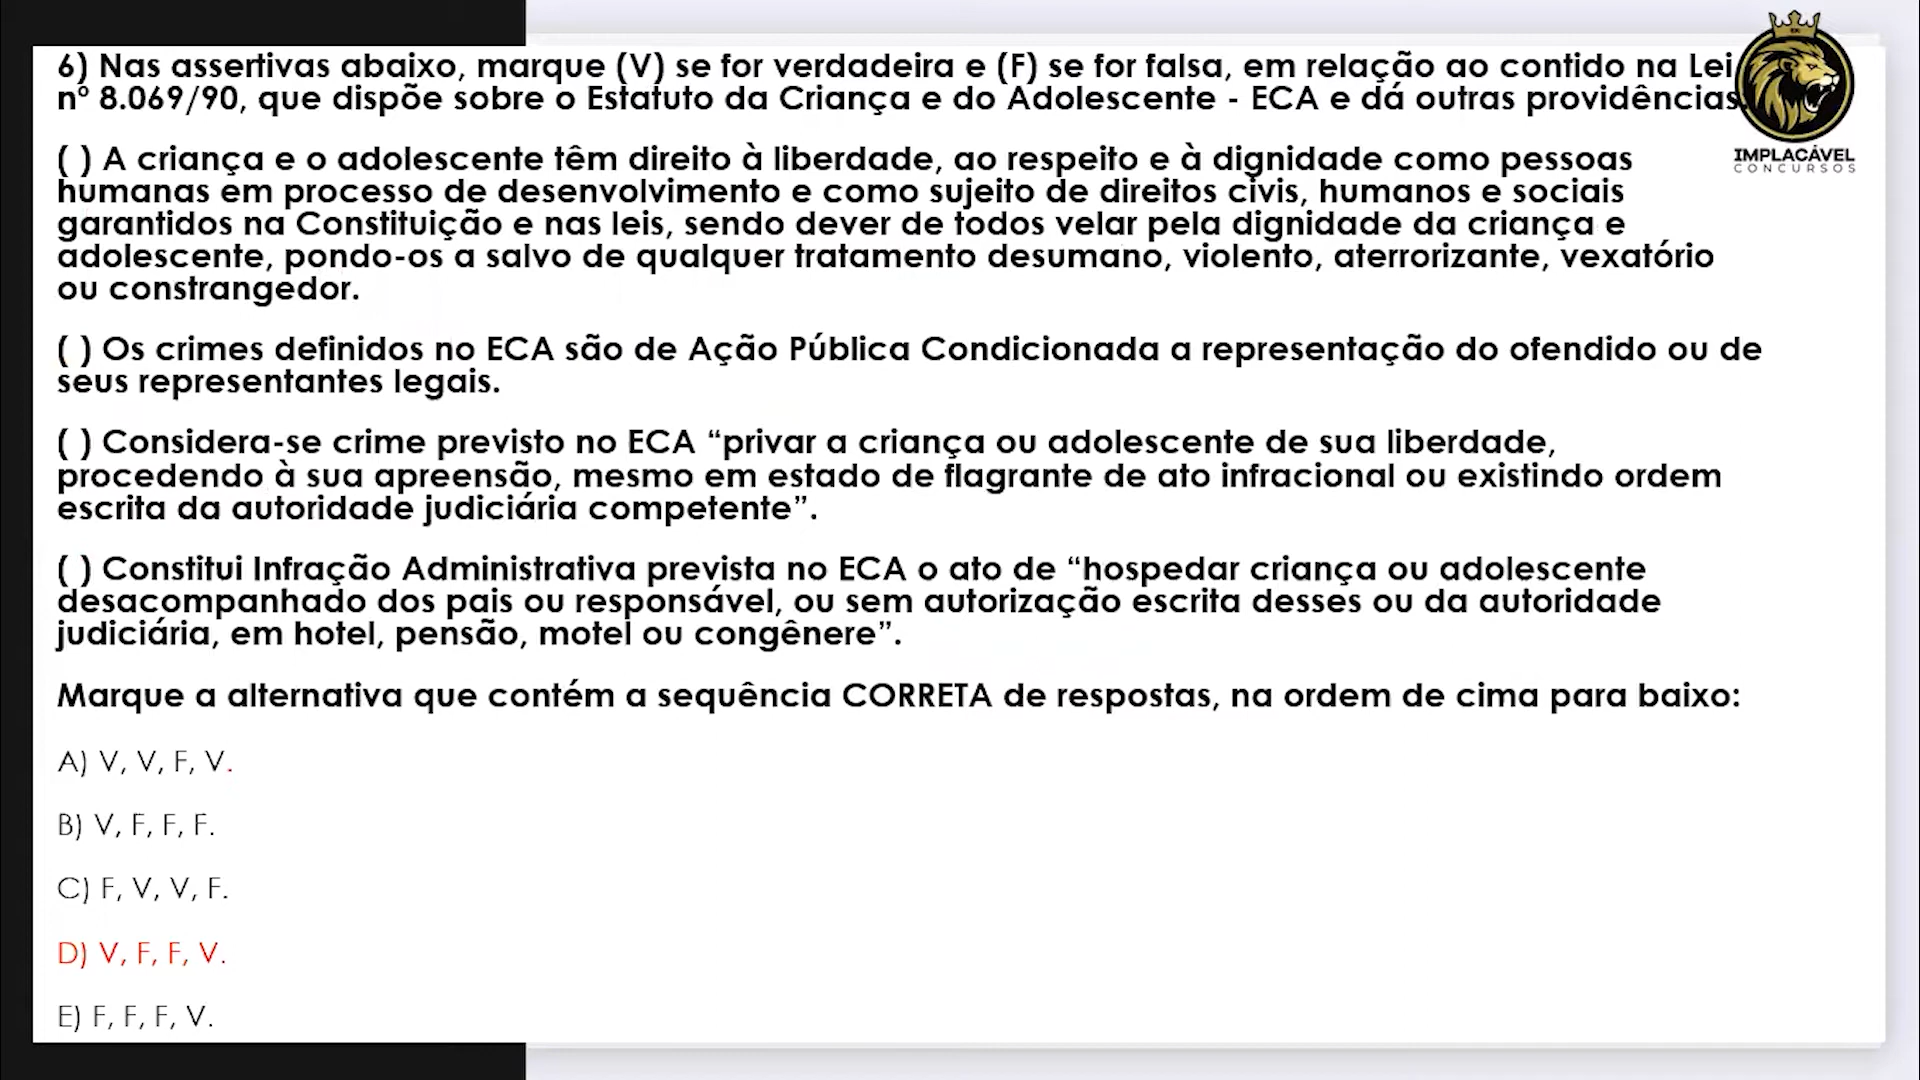 6) Nas assertivas abaixo, marque (V) se for verdadeira e (F) se for falsa, em relação ao contido na Lei
nº 8.069/90, que dispõe sobre o Estatuto da Criança e do Adolescente - ECA e dá outras providências.
IMPLACÁVEL
CONCURSOS
( ) A criança e o adolescente têm direito à liberdade, ao respeito e à dignidade como pessoas
humanas em processo de desenvolvimento e como sujeito de direitos civis, humanos e sociais
garantidos na Constituição e nas leis, sendo dever de todos velar pela dignidade da criança e
adolescente, pondo-os a salvo de qualquer tratamento desumano, violento, aterrorizante, vexatório
ou constrangedor.
( ) Os crimes definidos no ECA são de Ação Pública Condicionada a representação do ofendido ou de
seus representantes legais.
( ) Considera-se crime previsto no ECA “privar a criança ou adolescente de sua liberdade,
procedendo à sua apreensão, mesmo em estado de flagrante de ato infracional ou existindo ordem
escrita da autoridade judiciária competente”.
( ) Constitui Infração Administrativa prevista no ECA o ato de “hospedar criança ou adolescente
desacompanhado dos pais ou responsável, ou sem autorização escrita desses ou da autoridade
judiciária, em hotel, pensão, motel ou congênere”.
Marque a alternativa que contém a sequência CORRETA de respostas, na ordem de cima para baixo:
A) V, V, F, V.
B) V, F, F, F.
C) F, V, V, F.
D) V, F, F, V.
E) F, F, F, V.